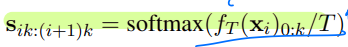 s_{ik:(i+1)k} = softmax(f_T(x_i)_{0:k}/T)